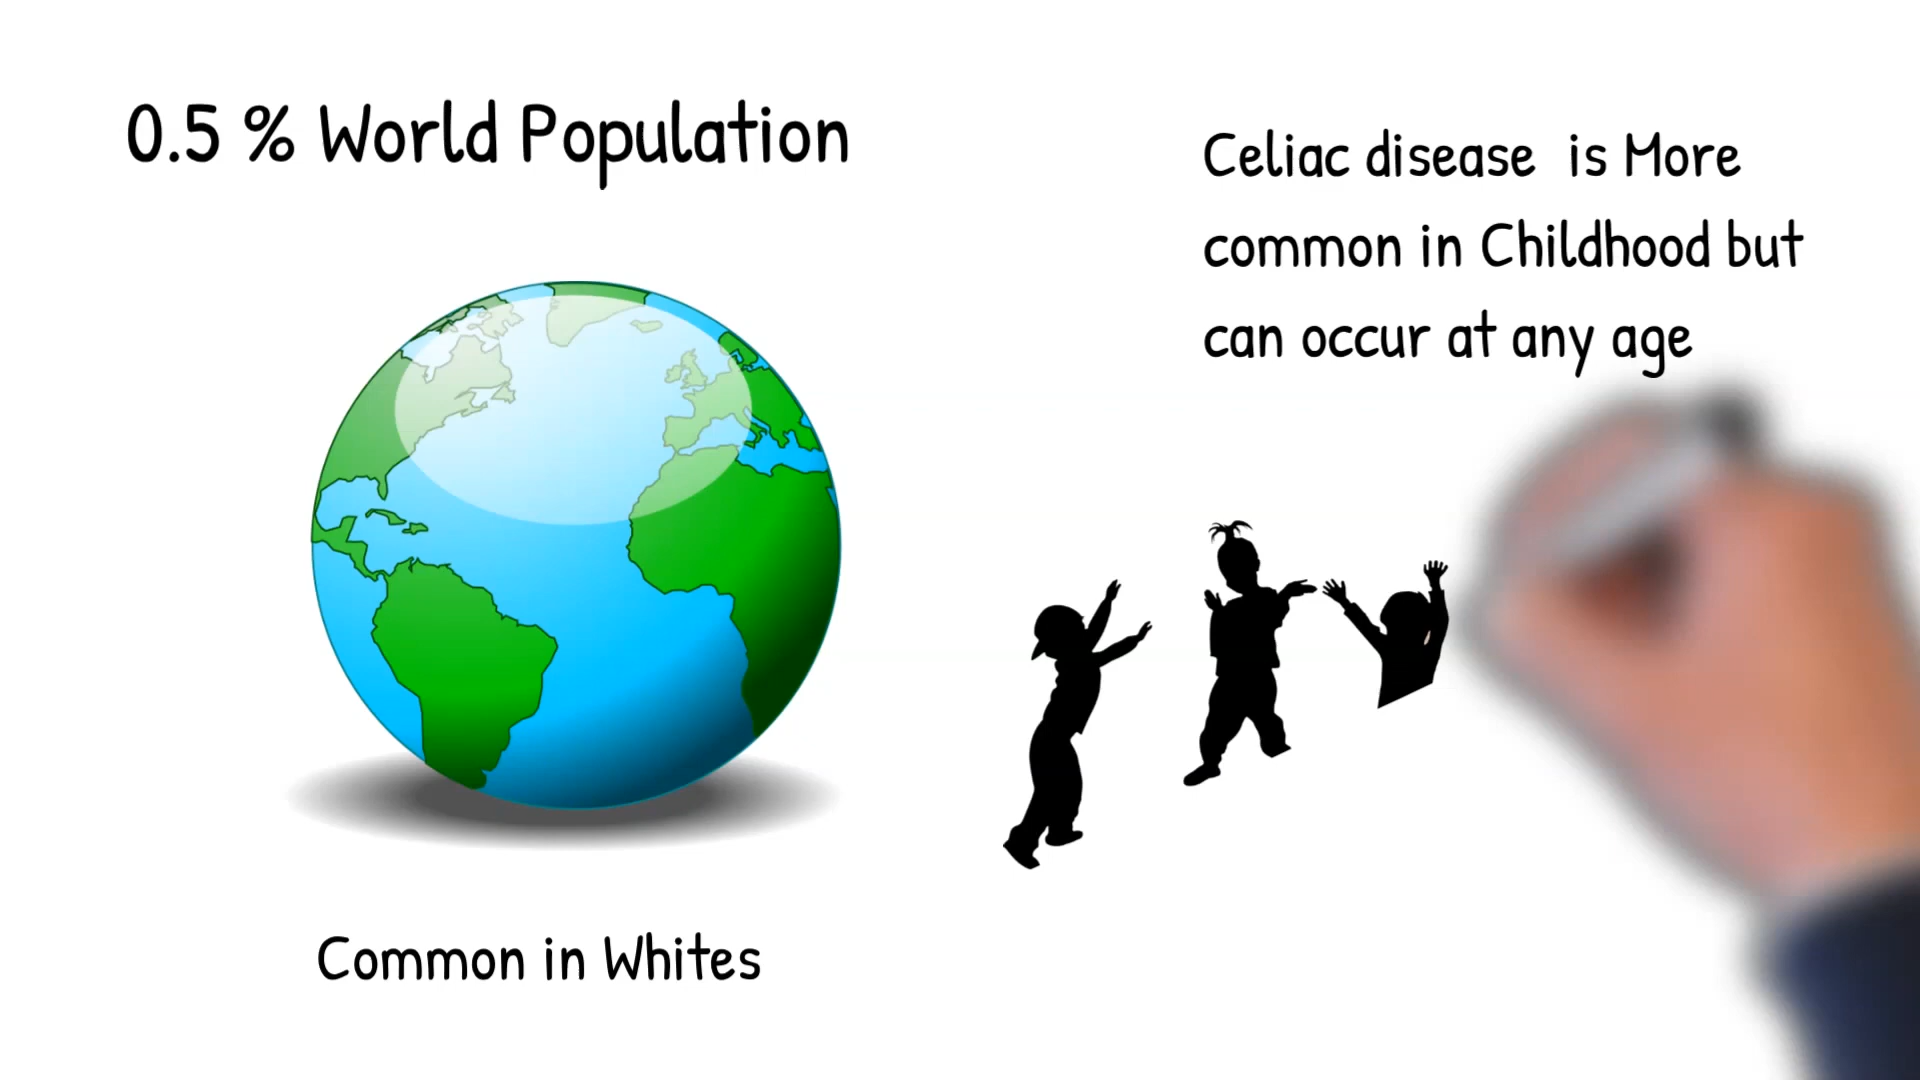 0.5 % World Population
Celiac disease is More
common in Childhood but
can occur at any age
Common in Whites